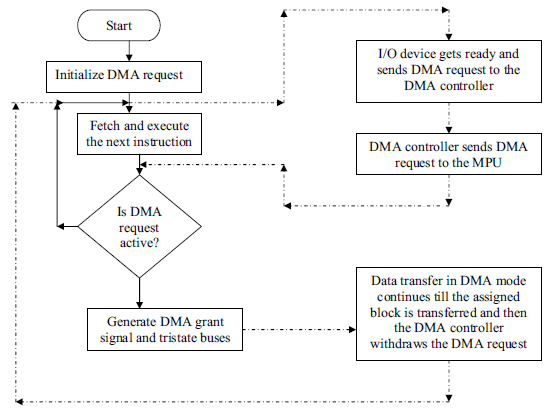 Start
Initialize DMA request
Fetch and execute
the next instruction
Is DMA
request
active?
Generate DMA grant
signal and tristate buses
I/O device gets ready and
sends DMA request to the
DMA controller
DMA controller sends DMA
request to the MPU
Data transfer in DMA mode
continues till the assigned
block is transferred and then
the DMA controller
withdraws the DMA request